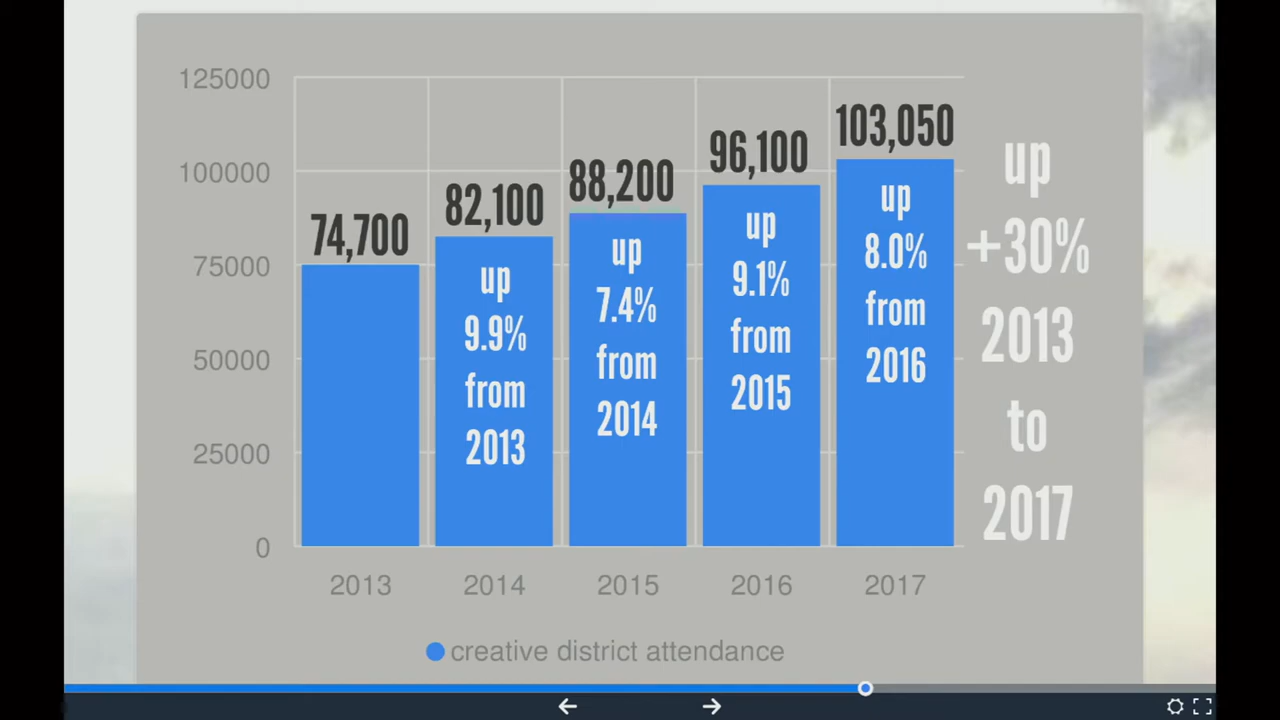 125000
100000
75000
50000
25000
0
74,700
82,100
88,200
96,100
103,050
up
9.9%
from
2013
up
7.4%
from
2014
up
9.1%
from
2015
up
8.0%
from
2016
up
+30%
2013
to
2017
2013 2014 2015 2016 2017
creative district attendance